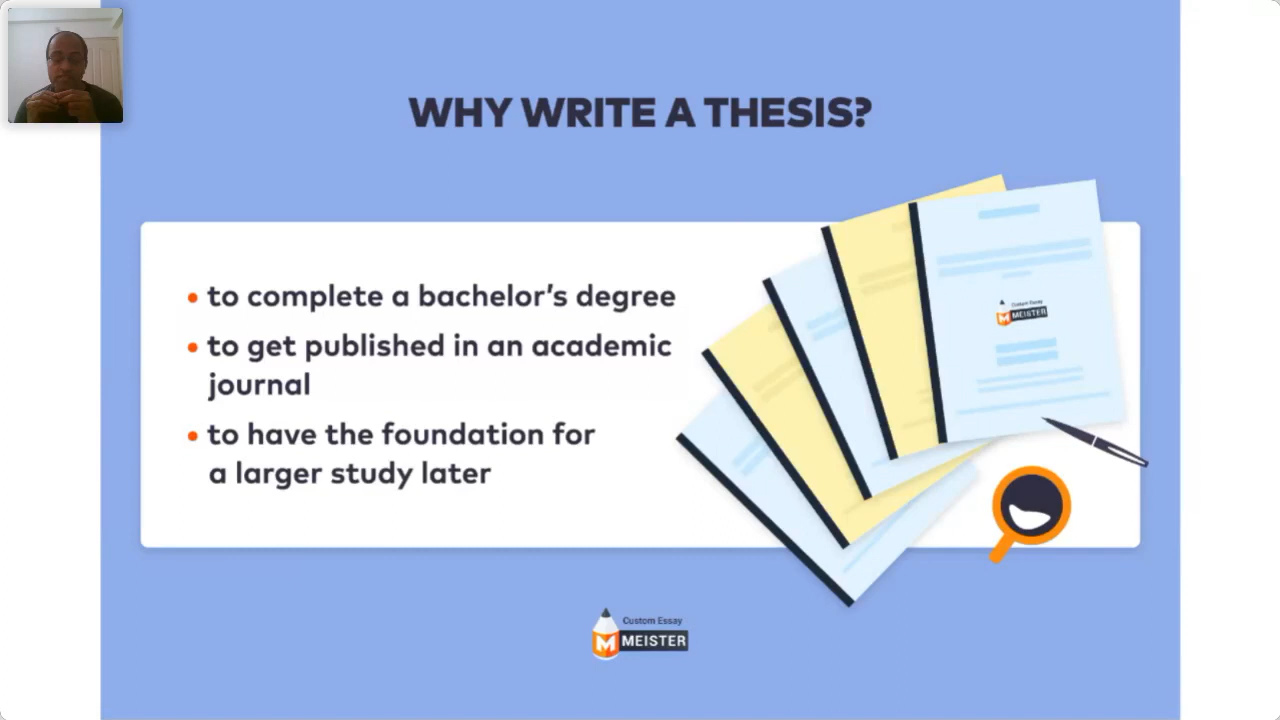 WHY WRITE A THESIS?
• to complete a bachelor's degree
• to get published in an academic
journal
• to have the foundation for
a larger study later
Custom Essay
M MEISTER
Custom Essay
M MEISTER